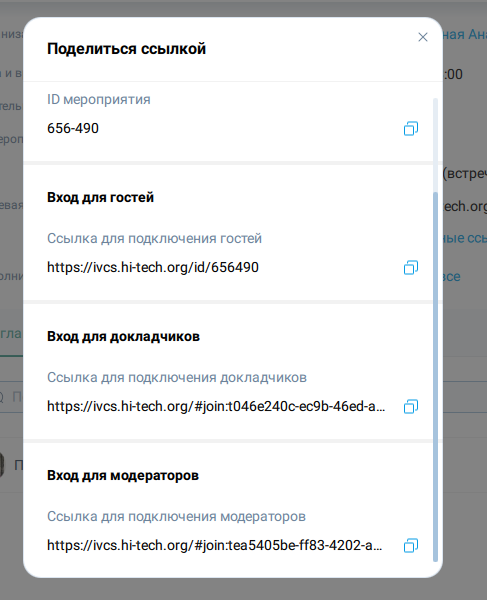 Поделиться ссылкой
ID мероприятия
656-490
Вход для гостей
Ссылка для подключения гостей
https://ivcs.hi-tech.org/id/656490
Вход для докладчиков
Ссылка для подключения докладчиков
https://ivcs.hi-tech.org/#join:t046e240c-ec9b-46ed-a...
Вход для модераторов
Ссылка для подключения модераторов
https://ivcs.hi-tech.org/#join:tea5405be-ff83-4202-a...
:00
все